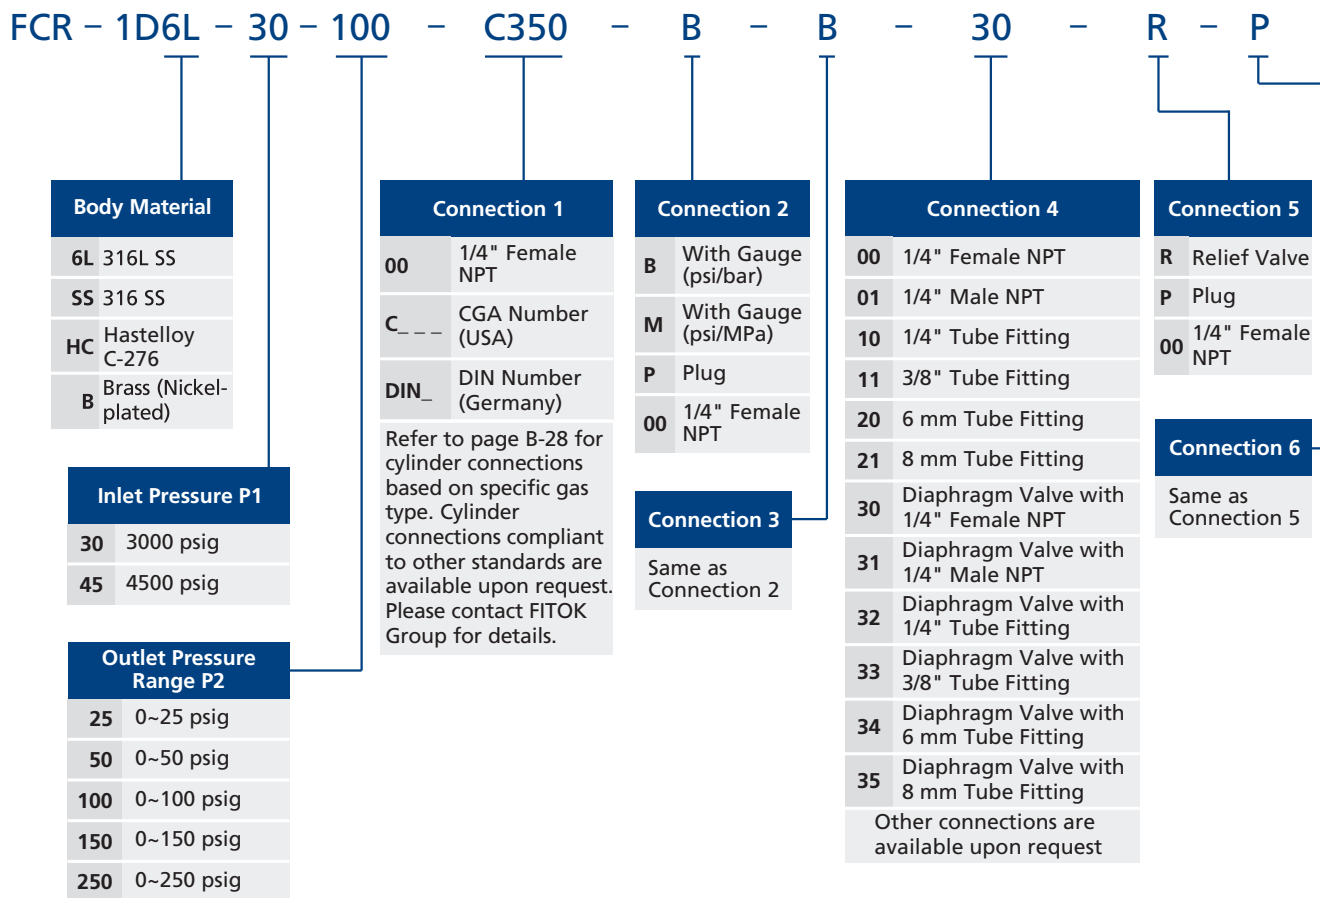 FCR – 1D6L – 30 – 100 – C350 – B – B – 30 – R – P
Body Material
6L 316L SS
SS 316 SS
HC Hastelloy
C-276
B Brass (Nickel-
plated)
Inlet Pressure P1
30 3000 psig
45 4500 psig
Outlet Pressure
Range P2
25 0~25 psig
50 0~50 psig
100 0~100 psig
150 0~150 psig
250 0~250 psig
Connection 1
00 1/4" Female
NPT
C_ _ _ CGA Number
(USA)
DIN_ DIN Number
(Germany)
Refer to page B-28 for
cylinder connections
based on specific gas
type. Cylinder
connections compliant
to other standards are
available upon request.
Please contact FITOK
Group for details.
Connection 2
B With Gauge
(psi/bar)
M With Gauge
(psi/MPa)
P Plug
00 1/4" Female
NPT
Connection 3
Same as
Connection 2
Connection 4
00 1/4" Female NPT
01 1/4" Male NPT
10 1/4" Tube Fitting
11 3/8" Tube Fitting
20 6 mm Tube Fitting
21 8 mm Tube Fitting
30 Diaphragm Valve with
1/4" Female NPT
31 Diaphragm Valve with
1/4" Male NPT
32 Diaphragm Valve with
1/4" Tube Fitting
33 Diaphragm Valve with
3/8" Tube Fitting
34 Diaphragm Valve with
6 mm Tube Fitting
35 Diaphragm Valve with
8 mm Tube Fitting
Other connections are
available upon request
Connection 5
R Relief Valve
P Plug
00 1/4" Female
NPT
Connection 6
Same as
Connection 5